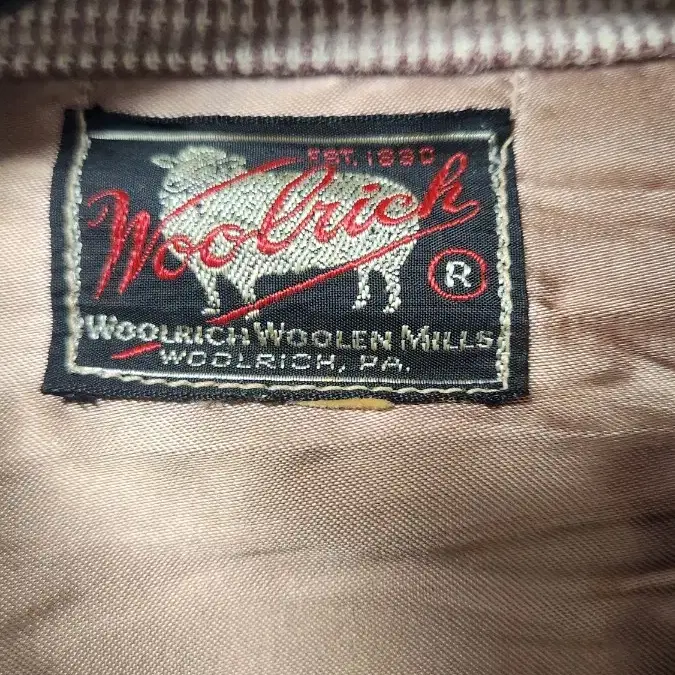 EST. 1830
Woolrich
R
WOOLRICH WOOLEN MILLS
WOOLRICH, PA.